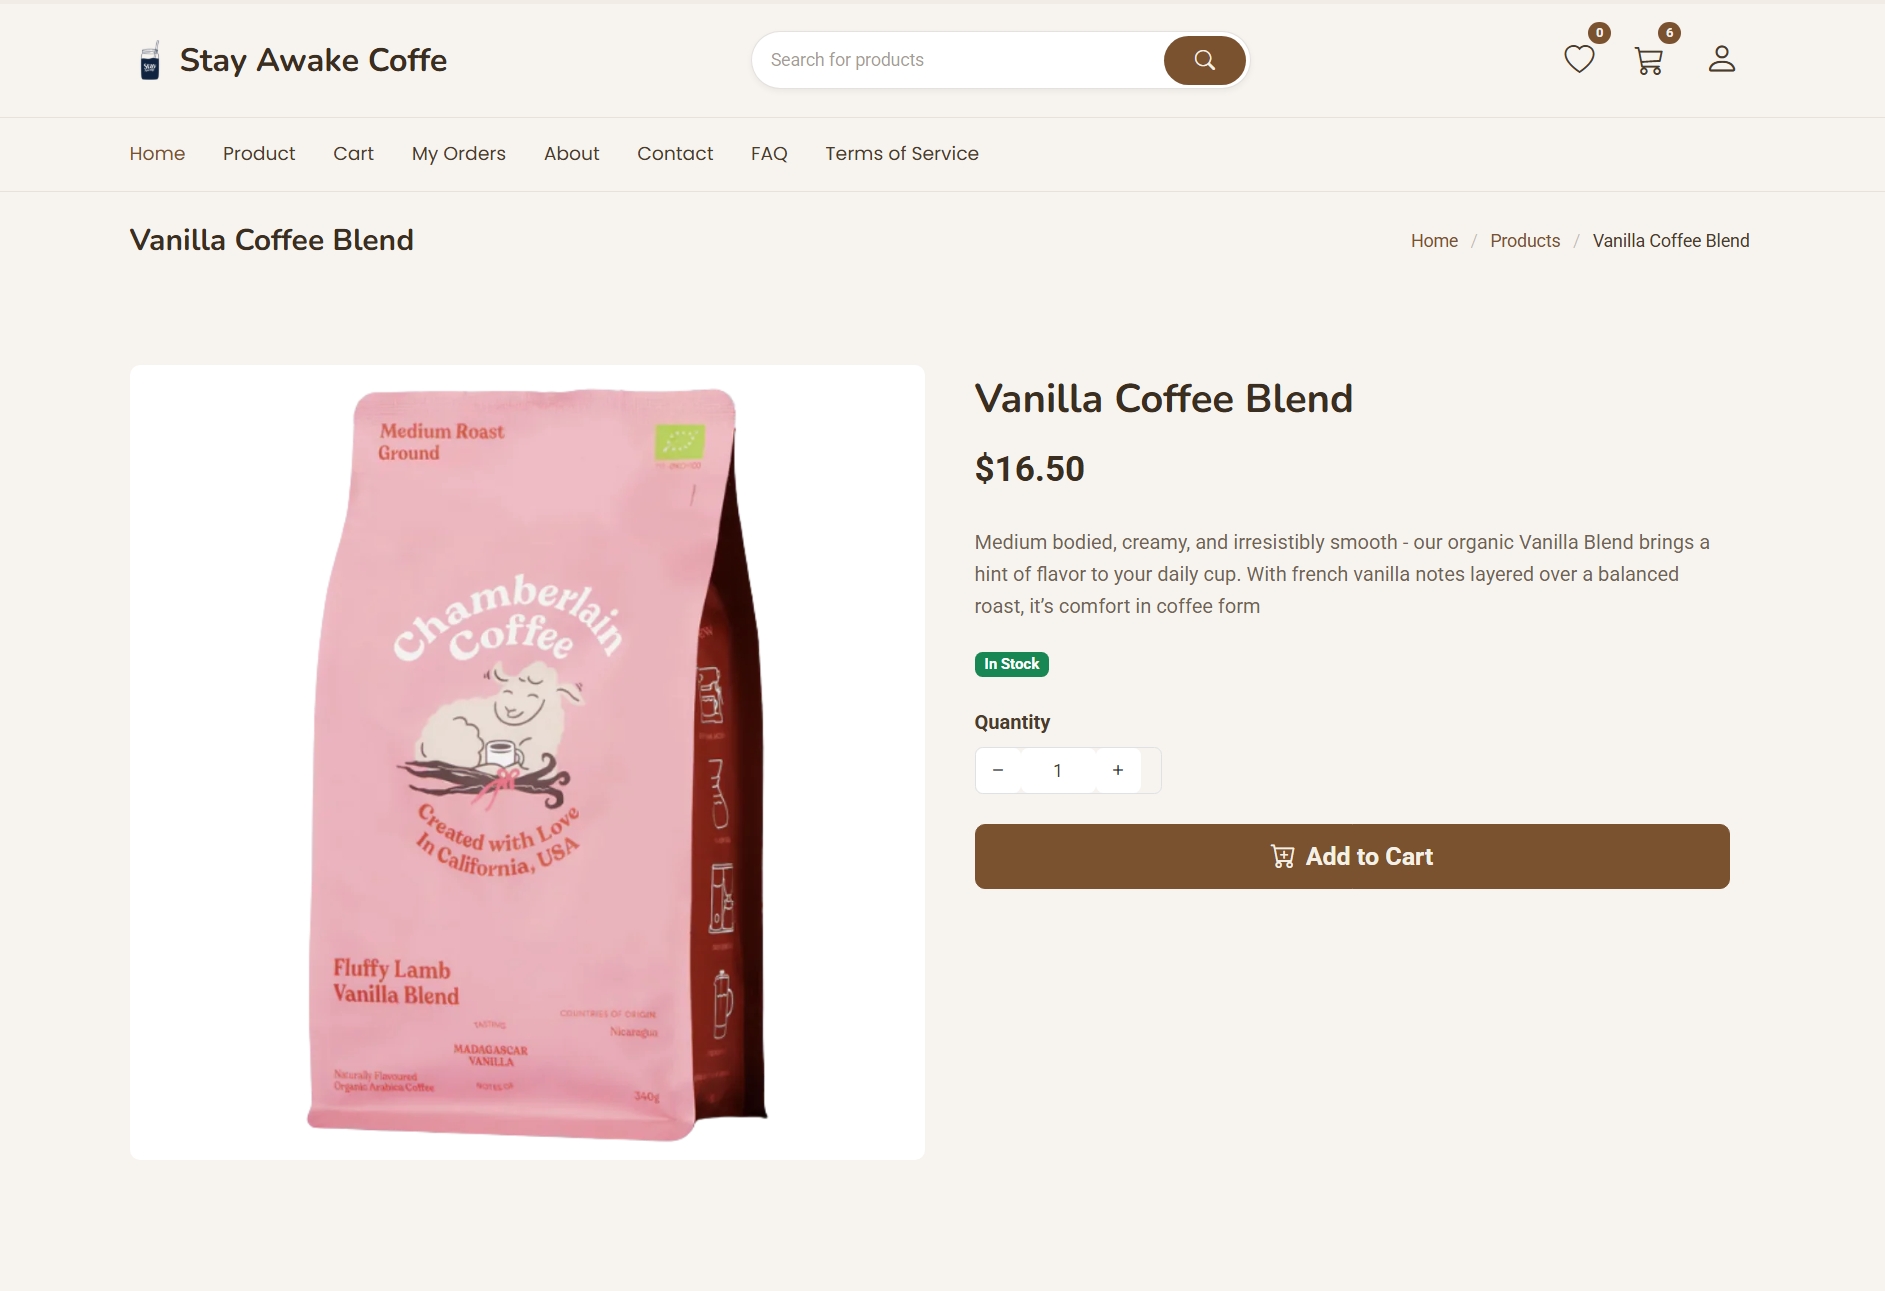 Stay Awake Coffe
Search for products
0
6
Home
Product
Cart
My Orders
About
Contact
FAQ
Terms of Service
Vanilla Coffee Blend
Home / Products / Vanilla Coffee Blend
Medium Roast
Ground
Chamberlain
Coffee
Created with Love
In California, USA
Fluffy Lamb
Vanilla Blend
TASTING
MADAGASCAR
VANILLA
NOTES OF
COUNTRIES OF ORIGIN
Nicaragua
Naturally Flavoured
Organic Arabica Coffee
340g
Vanilla Coffee Blend
$16.50
Medium bodied, creamy, and irresistibly smooth - our organic Vanilla Blend brings a
hint of flavor to your daily cup. With french vanilla notes layered over a balanced
roast, it’s comfort in coffee form
In Stock
Quantity
− 1 +
Add to Cart